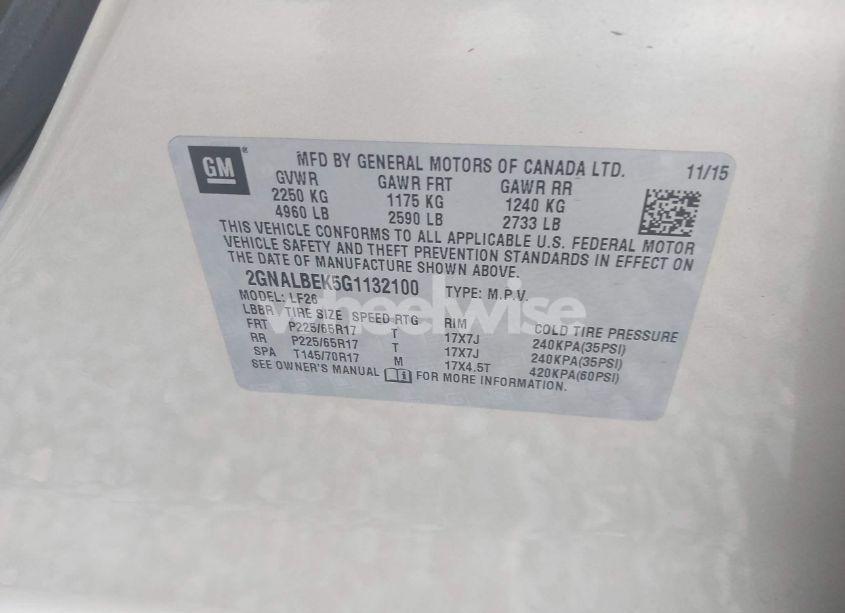 GM® MFD BY GENERAL MOTORS OF CANADA LTD. 11/15
GVWR GAWR FRT GAWR RR
2250 KG 1175 KG 1240 KG
4960 LB 2590 LB 2733 LB
THIS VEHICLE CONFORMS TO ALL APPLICABLE U.S. FEDERAL MOTOR
VEHICLE SAFETY AND THEFT PREVENTION STANDARDS IN EFFECT ON
THE DATE OF MANUFACTURE SHOWN ABOVE.
2GNALBEK5G1132100 TYPE: M.P.V.
MODEL: LF26
LBBR TIRE SIZE SPEED RTG RIM COLD TIRE PRESSURE
FRT P225/65R17 T 17X7J 240KPA(35PSI)
RR P225/65R17 T 17X7J 240KPA(35PSI)
SPA T145/70R17 M 17X4.5T 420KPA(60PSI)
SEE OWNER'S MANUAL i FOR MORE INFORMATION.
wheelwise